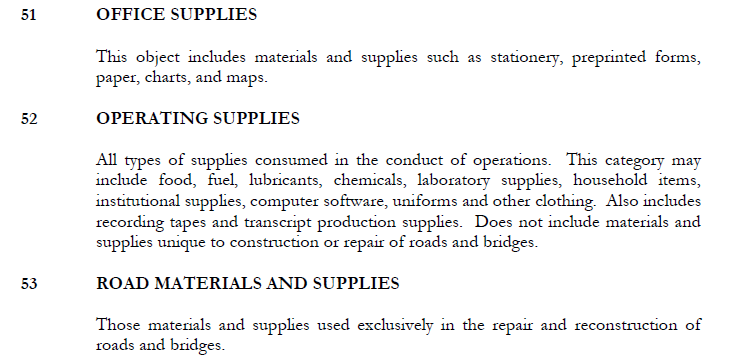 51 OFFICE SUPPLIES
This object includes materials and supplies such as stationery, preprinted forms,
paper, charts, and maps.
52 OPERATING SUPPLIES
All types of supplies consumed in the conduct of operations. This category may
include food, fuel, lubricants, chemicals, laboratory supplies, household items,
institutional supplies, computer software, uniforms and other clothing. Also includes
recording tapes and transcript production supplies. Does not include materials and
supplies unique to construction or repair of roads and bridges.
53 ROAD MATERIALS AND SUPPLIES
Those materials and supplies used exclusively in the repair and reconstruction of
roads and bridges.